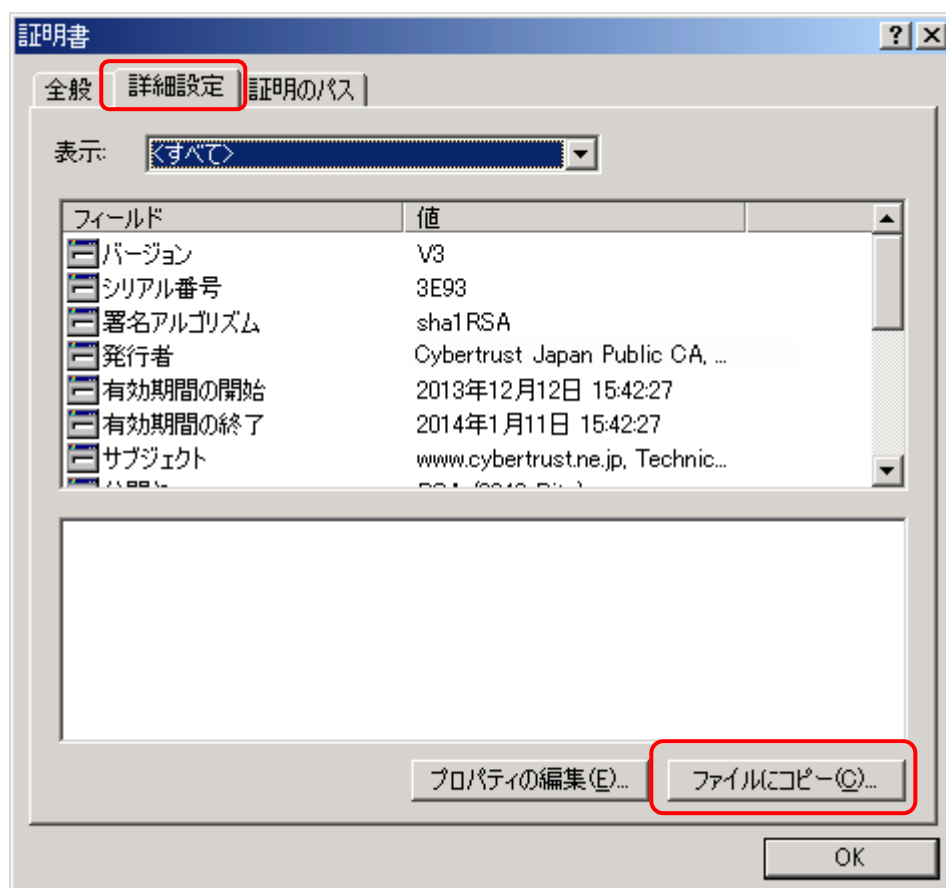 証明書
全般 詳細設定 証明のパス
表示: <すべて>
フィールド 値
バージョン V3
シリアル番号 3E93
署名アルゴリズム sha1RSA
発行者 Cybertrust Japan Public CA, ...
有効期間の開始 2013年12月12日 15:42:27
有効期間の終了 2014年1月11日 15:42:27
サブジェクト www.cybertrust.ne.jp, Technic...
プロパティの編集(E)... ファイルにコピー(C)...
OK